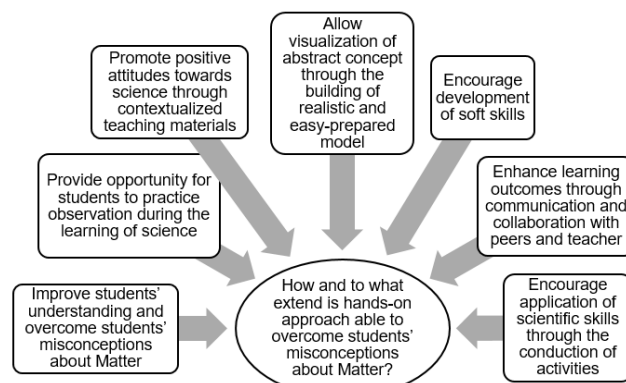 Allow
visualization of
abstract concept
through the
building of
realistic and
easy-prepared
model
Promote positive
attitudes towards
science through
contextualized
teaching materials
Encourage
development
of soft skills
Provide opportunity for
students to practice
observation during the
learning of science
Enhance learning
outcomes through
communication and
collaboration with
peers and teacher
Improve students'
understanding and
overcome students'
misconceptions
about Matter
How and to what
extend is hands-on
approach able to
overcome students'
misconceptions
about Matter?
Encourage
application of
scientific skills
through the
conduction of
activities